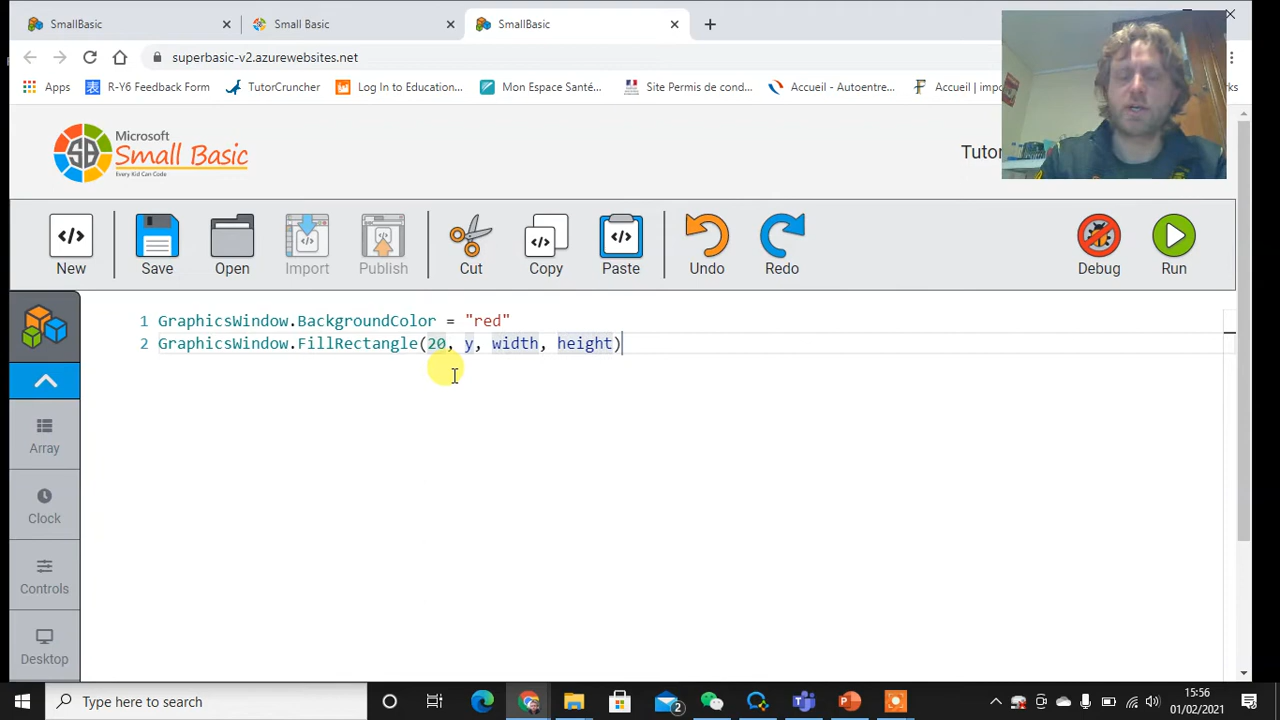 SmallBasic
Small Basic
SmallBasic
superbasic-v2.azurewebsites.net
Apps
R-Y6 Feedback Form
TutorCruncher
Log In to Education...
Mon Espace Santé...
Site Permis de cond...
Accueil - Autoentre...
Accueil | impo
rks
Microsoft
Small Basic
Every Kid Can Code
Tutor
New
Save
Open
Import
Publish
Cut
Copy
Paste
Undo
Redo
Debug
Run
1 GraphicsWindow.BackgroundColor = "red"
2 GraphicsWindow.FillRectangle(20, y, width, height)
Array
Clock
Controls
Desktop
Type here to search
2
15:56
01/02/2021